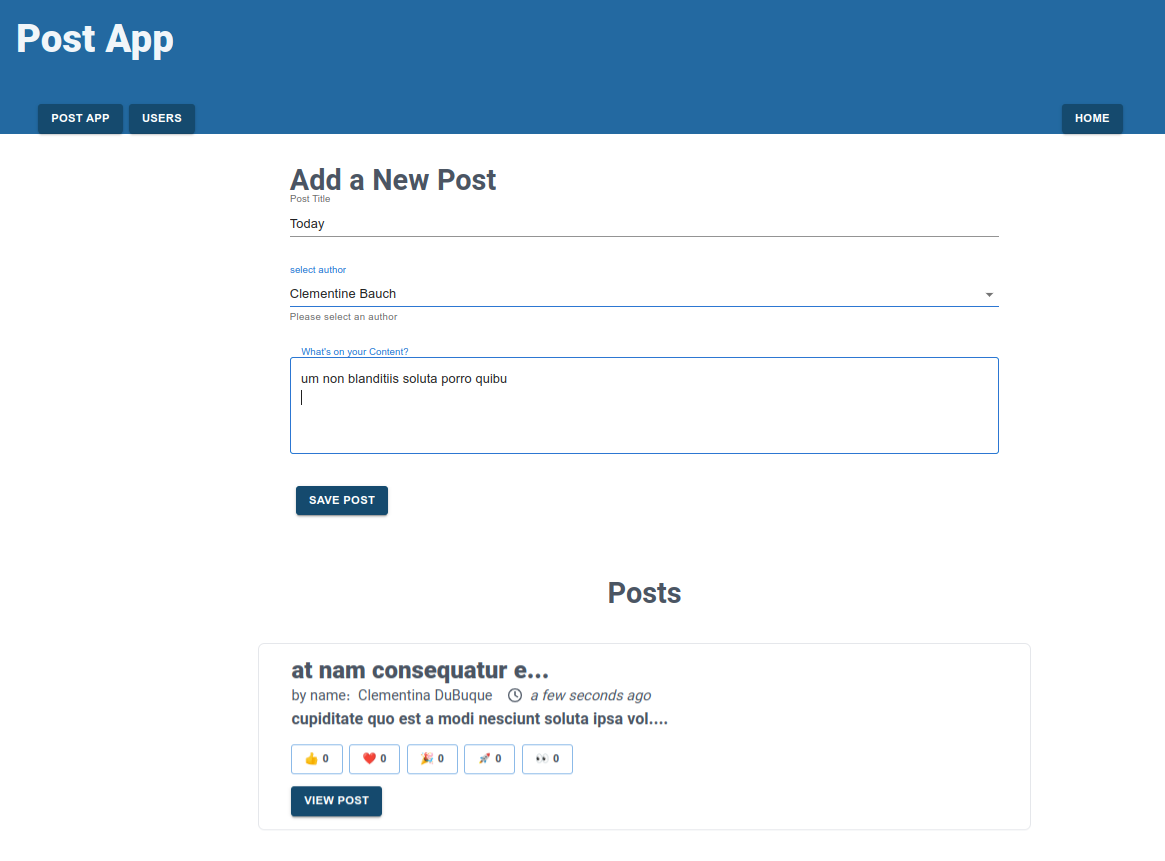 Post App
POST APP USERS HOME
Add a New Post
Post Title
Today
select author
Clementine Bauch
Please select an author
What's on your Content?
um non blanditiis soluta porro quibu
SAVE POST
Posts
at nam consequatur e...
by name: Clementina DuBuque a few seconds ago
cupiditate quo est a modi nesciunt soluta ipsa vol....
👍 0 ❤️ 0 🎉 0 🚀 0 👀 0
VIEW POST